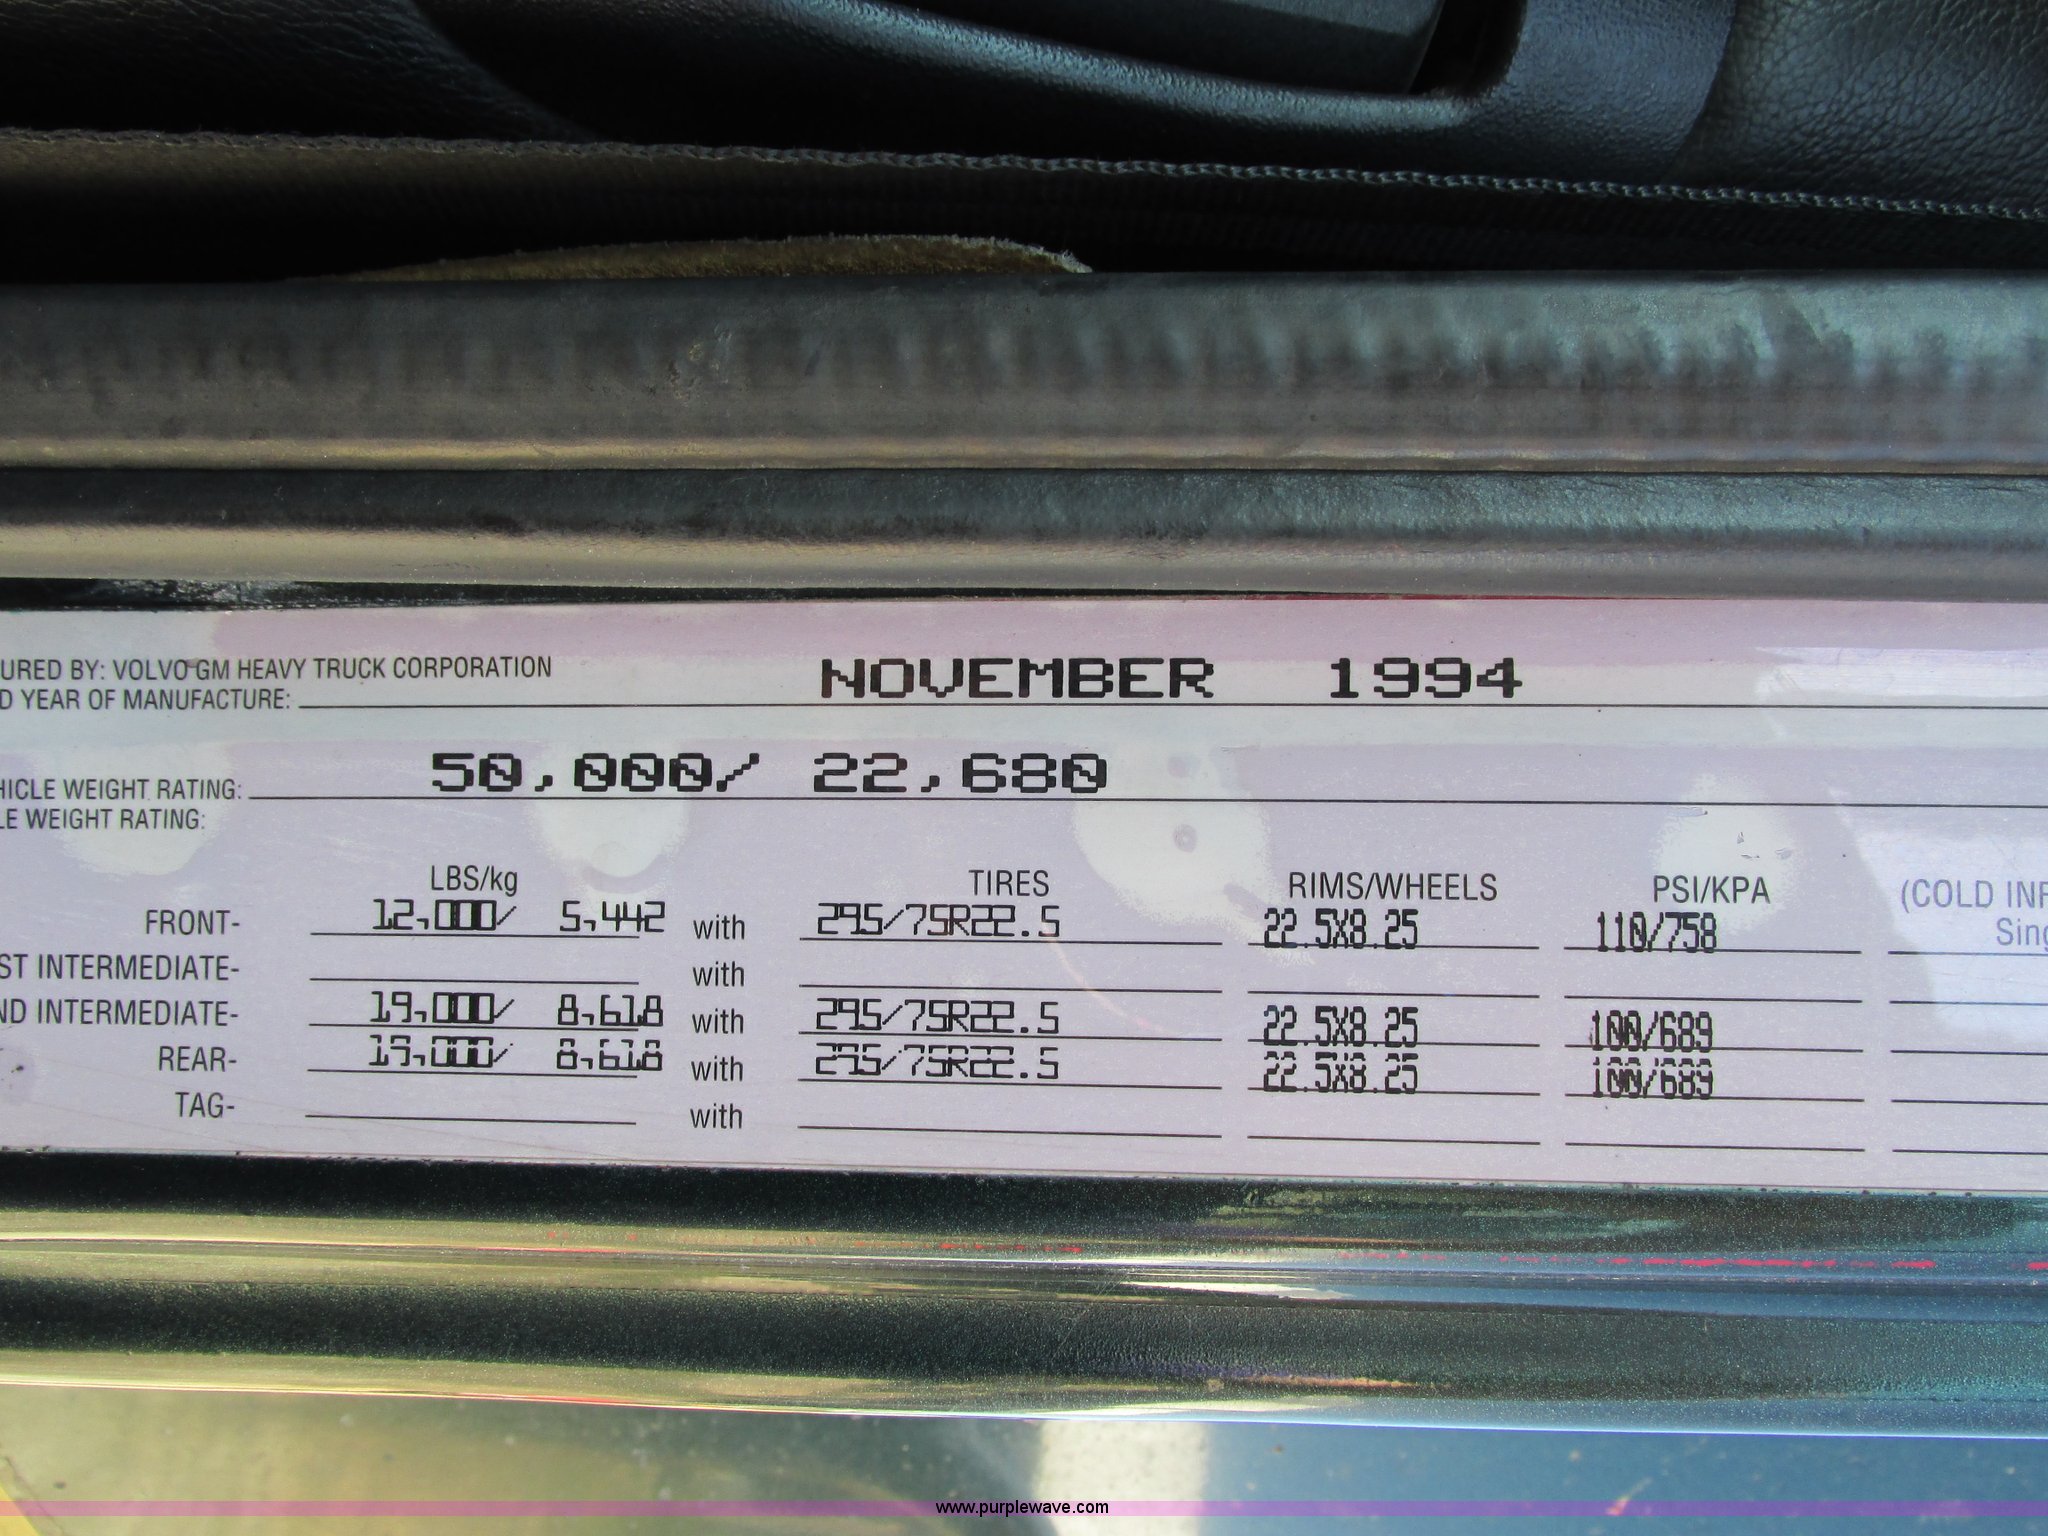 URED BY: VOLVO GM HEAVY TRUCK CORPORATION
D YEAR OF MANUFACTURE: NOVEMBER 1994
HICLE WEIGHT RATING: 50,000/ 22,680
LE WEIGHT RATING:
LBS/kg TIRES RIMS/WHEELS PSI/KPA (COLD INF
FRONT- 12,000/ 5,442 with 295/75R22.5 22.5X8.25 110/758 Sing
ST INTERMEDIATE- with
ND INTERMEDIATE- 19,000/ 8,618 with 295/75R22.5 22.5X8.25 100/689
REAR- 19,000/ 8,618 with 295/75R22.5 22.5X8.25 100/689
TAG- with
www.purplewave.com